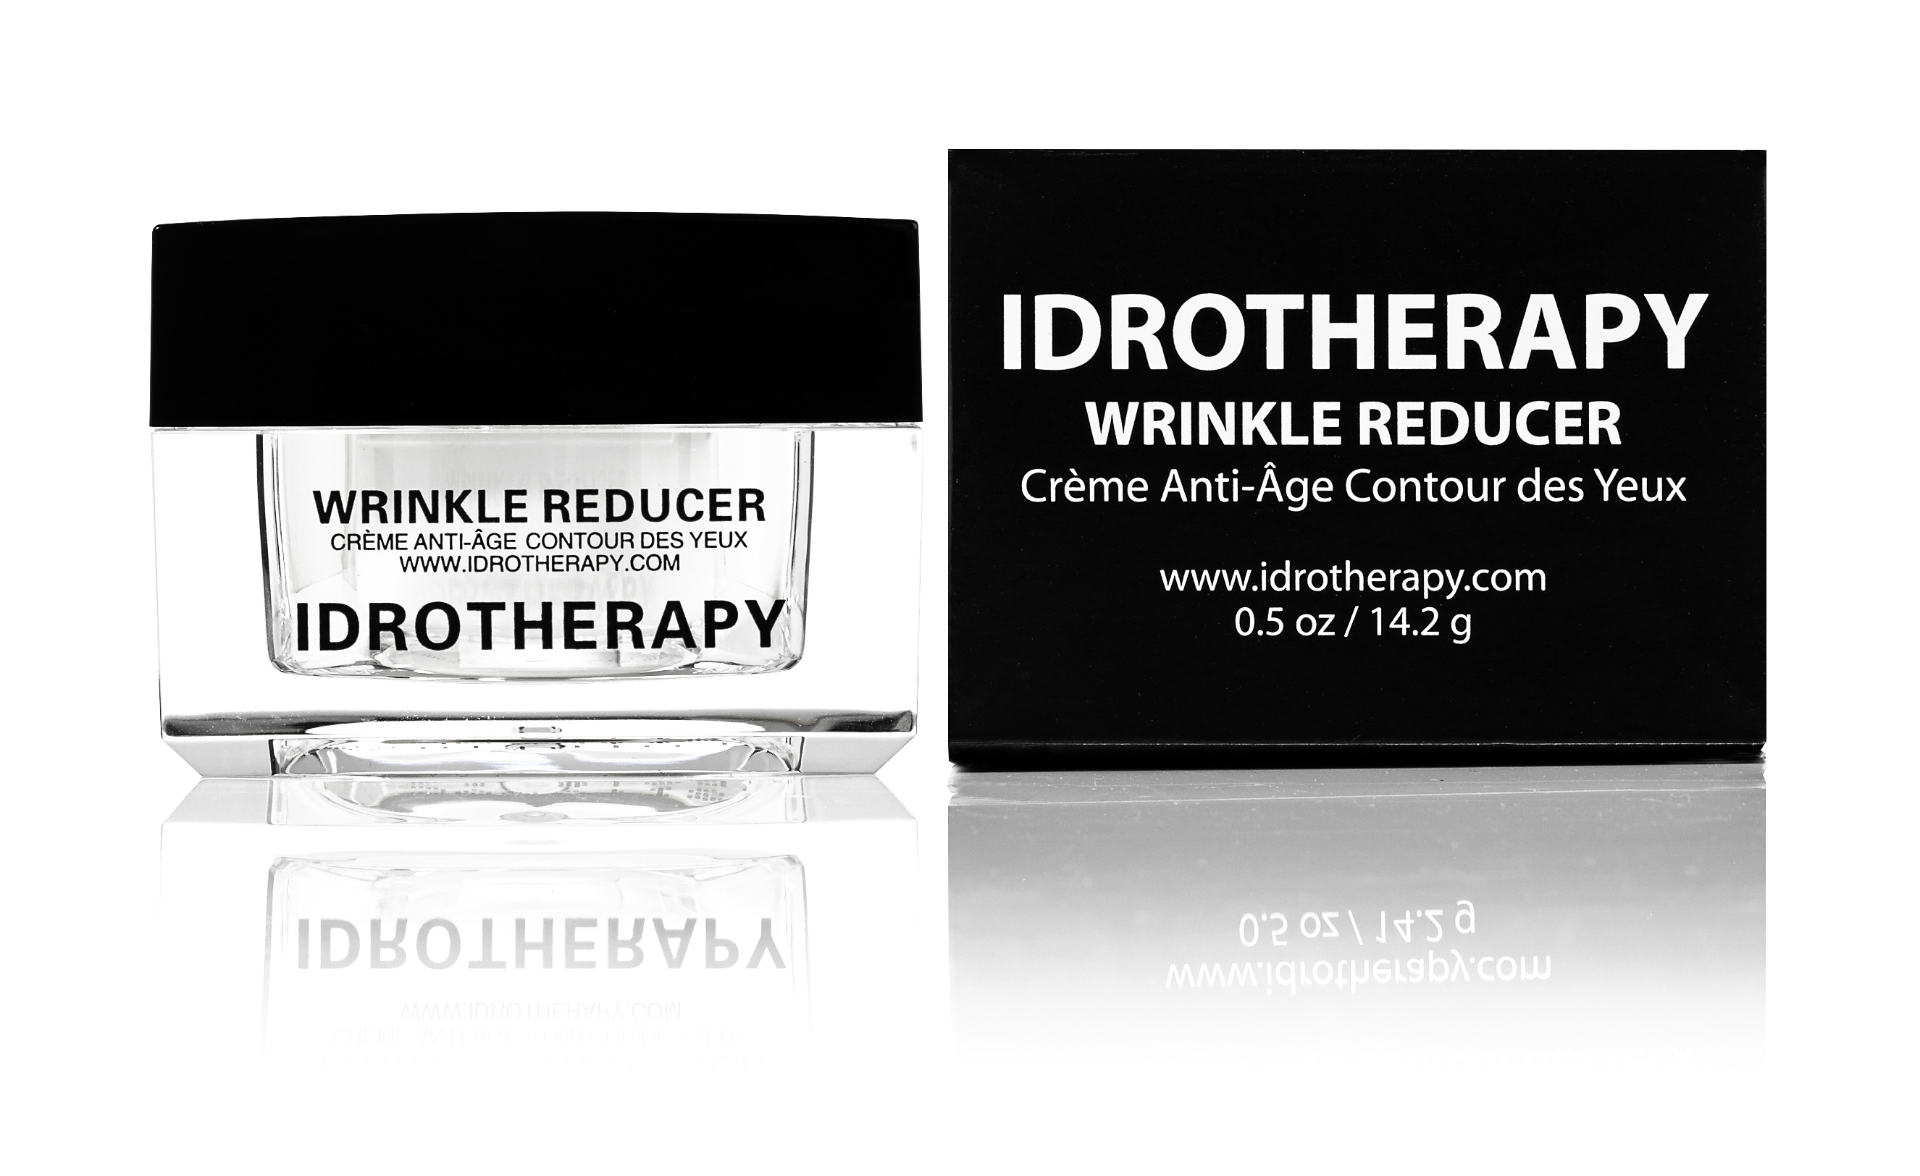 WRINKLE REDUCER
CRÈME ANTI-ÂGE CONTOUR DES YEUX
WWW.IDROTHERAPY.COM
IDROTHERAPY
IDROTHERAPY
WRINKLE REDUCER
Crème Anti-Âge Contour des Yeux
www.idrotherapy.com
0.5 oz / 14.2 g